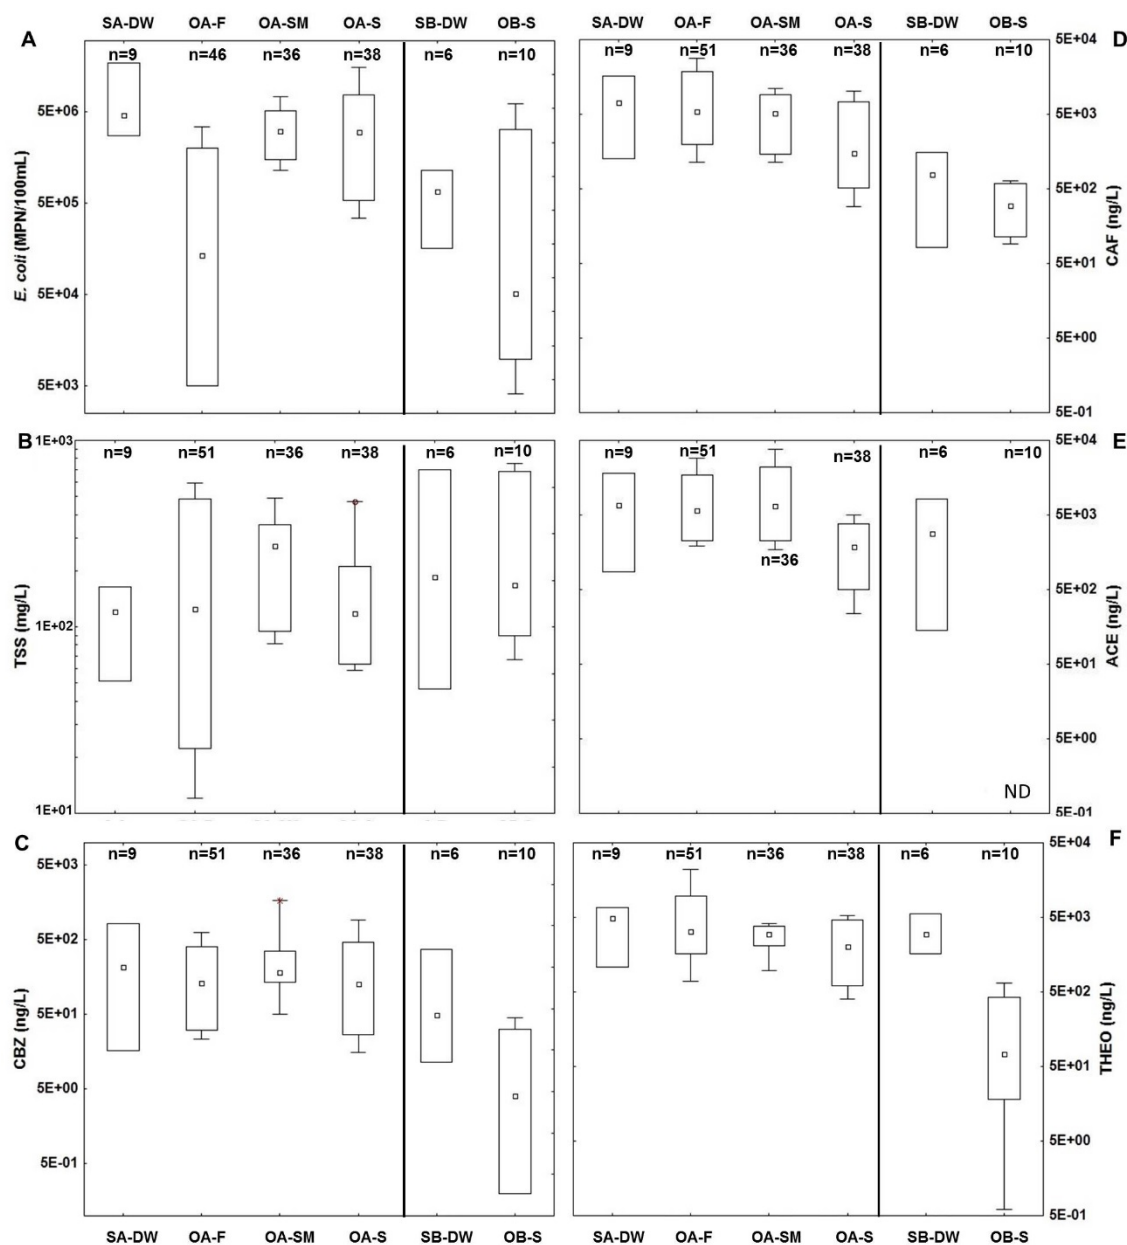 SA-DW OA-F OA-SM OA-S SB-DW OB-S
A
n=9 n=46 n=36 n=38 n=6 n=10
5E+06
5E+05
5E+04
5E+03
E. coli (MPN/100mL)
SA-DW OA-F OA-SM OA-S SB-DW OB-S
D
n=9 n=51 n=36 n=38 n=6 n=10
5E+04
5E+03
5E+02
5E+01
5E+00
5E-01
CAF (ng/L)
B
n=9 n=51 n=36 n=38 n=6 n=10
1E+03
1E+02
1E+01
TSS (mg/L)
E
n=9 n=51 n=38 n=6 n=10
n=36
ND
5E+04
5E+03
5E+02
5E+01
5E+00
5E-01
ACE (ng/L)
C
n=9 n=51 n=36 n=38 n=6 n=10
5E+03
5E+02
5E+01
5E+00
5E-01
CBZ (ng/L)
SA-DW OA-F OA-SM OA-S SB-DW OB-S
F
n=9 n=51 n=36 n=38 n=6 n=10
5E+04
5E+03
5E+02
5E+01
5E+00
5E-01
THEO (ng/L)
SA-DW OA-F OA-SM OA-S SB-DW OB-S